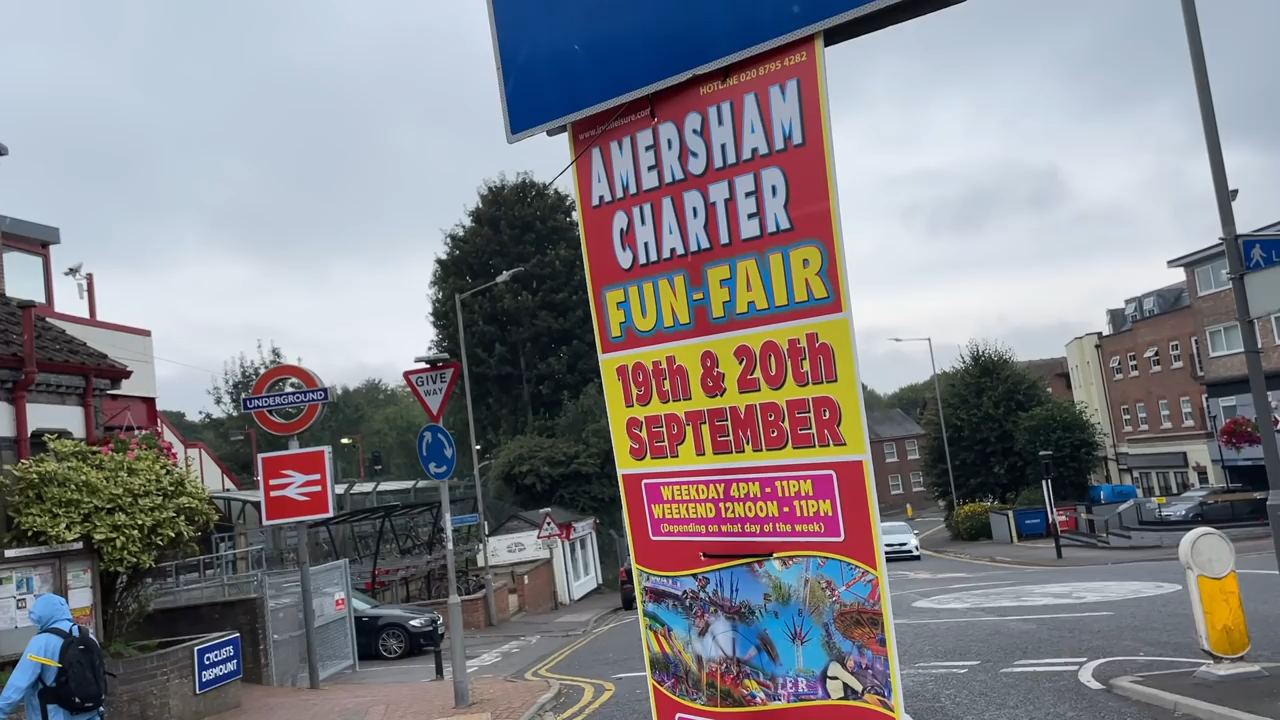 HOTLINE 020 8795 4282
AMERSHAM
CHARTER
FUN-FAIR
19th & 20th
SEPTEMBER
WEEKDAY 4PM - 11PM
WEEKEND 12NOON - 11PM
(Depending on what day of the week)
UNDERGROUND
GIVE
WAY
CYCLISTS
DISMOUNT